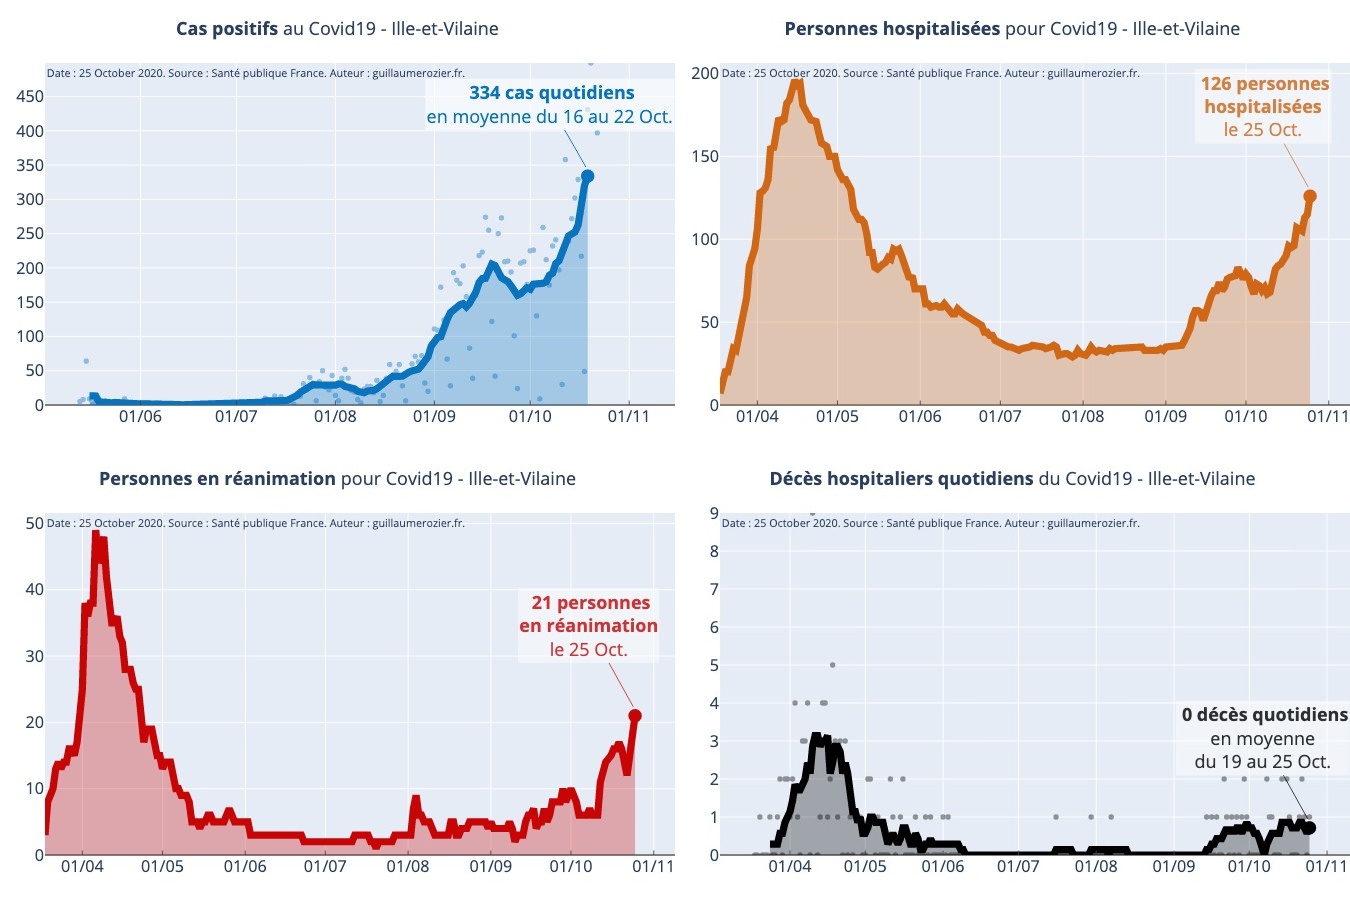 Cas positifs au Covid19 - Ille-et-Vilaine
Date : 25 October 2020. Source : Santé publique France. Auteur : guillaumerozier.fr.
334 cas quotidiens
en moyenne du 16 au 22 Oct.
450
400
350
300
250
200
150
100
50
0
01/06 01/07 01/08 01/09 01/10 01/11
Personnes hospitalisées pour Covid19 - Ille-et-Vilaine
Date : 25 October 2020. Source : Santé publique France. Auteur : guillaumerozier.fr.
126 personnes
hospitalisées
le 25 Oct.
200
150
100
50
0
01/04 01/05 01/06 01/07 01/08 01/09 01/10 01/11
Personnes en réanimation pour Covid19 - Ille-et-Vilaine
Date : 25 October 2020. Source : Santé publique France. Auteur : guillaumerozier.fr.
21 personnes
en réanimation
le 25 Oct.
50
40
30
20
10
0
01/04 01/05 01/06 01/07 01/08 01/09 01/10 01/11
Décès hospitaliers quotidiens du Covid19 - Ille-et-Vilaine
Date : 25 October 2020. Source : Santé publique France. Auteur : guillaumerozier.fr.
0 décès quotidiens
en moyenne
du 19 au 25 Oct.
9
8
7
6
5
4
3
2
1
0
01/04 01/05 01/06 01/07 01/08 01/09 01/10 01/11